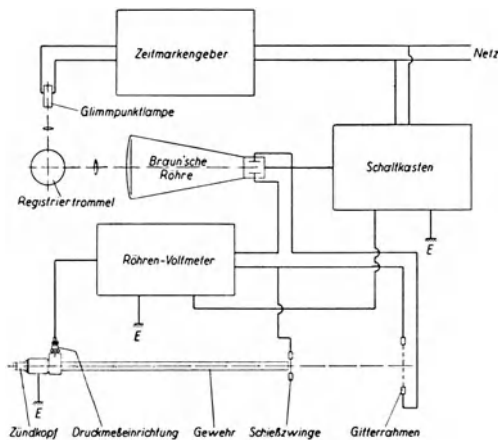 Zeitmarkengeber
Netz
Glimmpunktlampe
Braun'sche
Röhre
Schaltkasten
Registriertrommel
E
Röhren-Voltmeter
E
E
Zündkopf
Druckmeßeinrichtung
Gewehr
Schießzwinge
Gitterrahmen